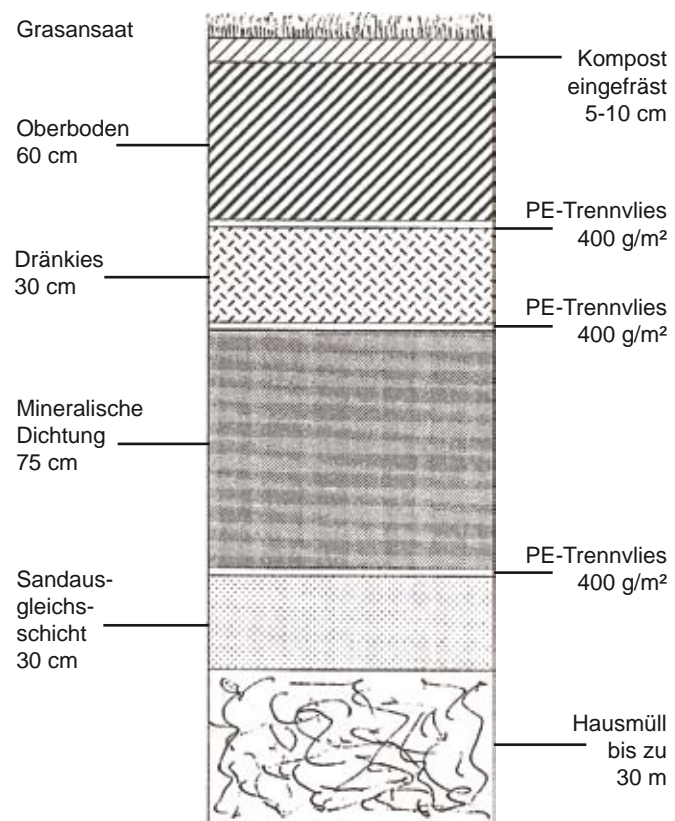 Grasansaat
Kompost
eingefräst
5-10 cm
Oberboden
60 cm
PE-Trennvlies
400 g/m²
Dränkies
30 cm
PE-Trennvlies
400 g/m²
Mineralische
Dichtung
75 cm
PE-Trennvlies
400 g/m²
Sandaus-
gleichs-
schicht
30 cm
Hausmüll
bis zu
30 m